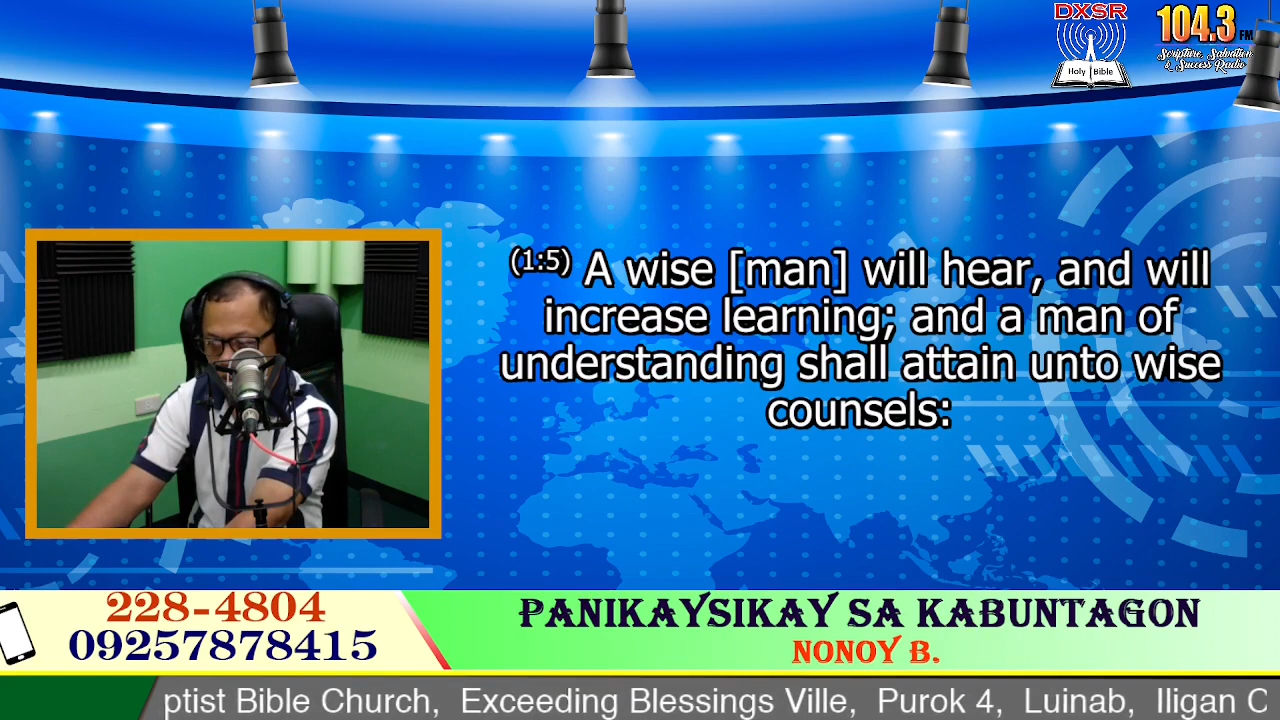 DXSR
Holy Bible
104.3 FM
Scripture, Salvation
& Success Radio
(1:5) A wise [man] will hear, and will
increase learning; and a man of
understanding shall attain unto wise
counsels:
228-4804
09257878415
PANIKAYSIKAY SA KABUNTAGON
NONOY B.
ptist Bible Church, Exceeding Blessings Ville, Purok 4, Luinab, Iligan C